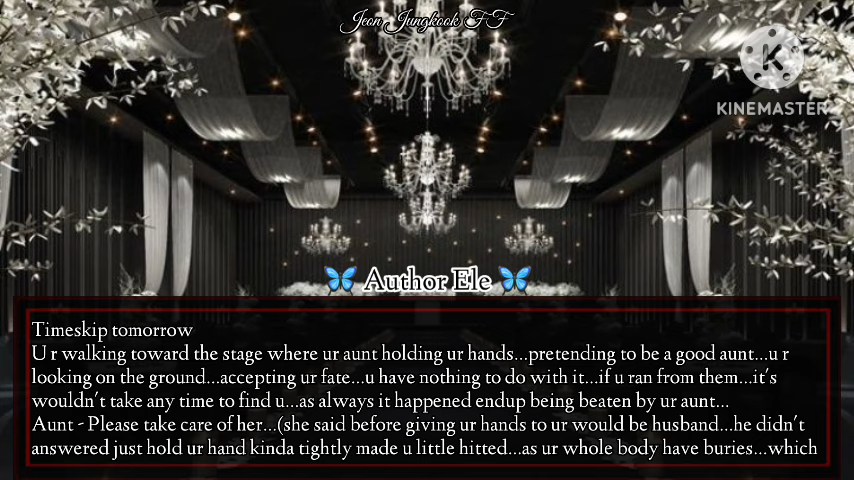 Jeon Jungkook FF
K
KINEMASTER
🦋 Author Ele 🦋
Timeskip tomorrow
U r walking toward the stage where ur aunt holding ur hands...pretending to be a good aunt...u r
looking on the ground...accepting ur fate...u have nothing to do with it...if u ran from them...it's
wouldn't take any time to find u...as always it happened endup being beaten by ur aunt...
Aunt - Please take care of her...(she said before giving ur hands to ur would be husband...he didn't
answered just hold ur hand kinda tightly made u little hitted...as ur whole body have buries...which